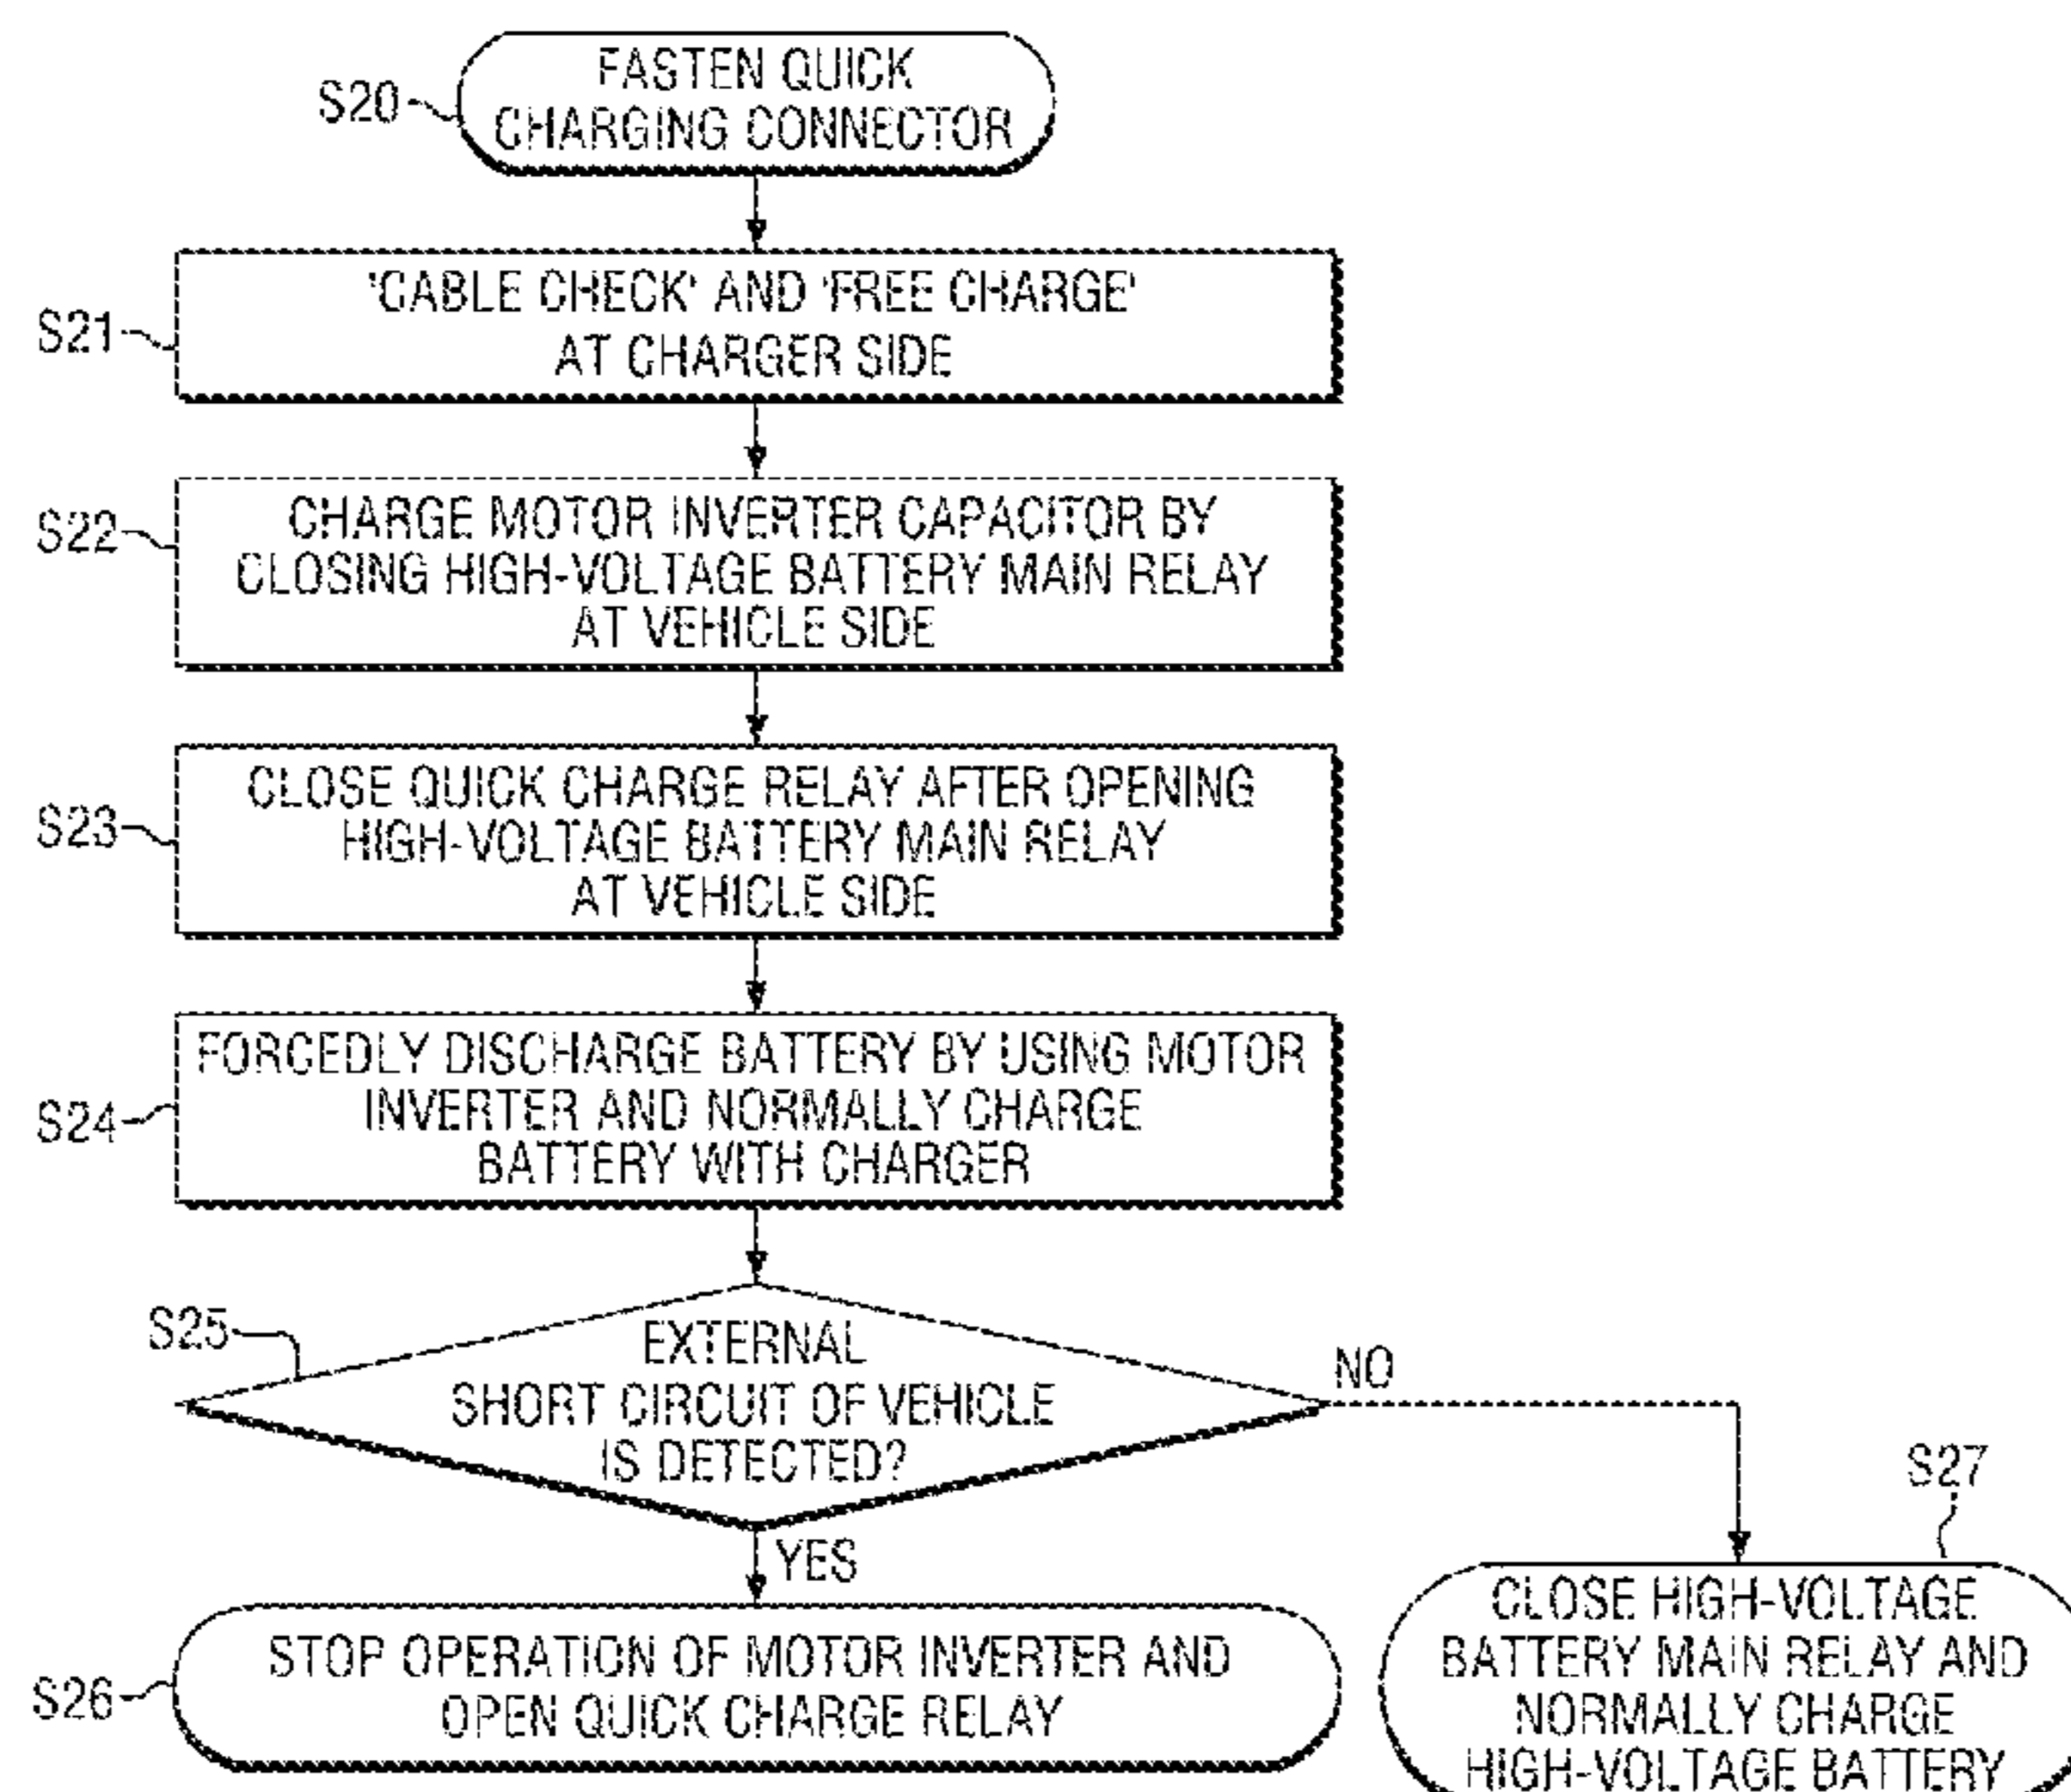 FASTEN QUICK
CHARGING CONNECTOR
S20
'CABLE CHECK' AND 'FREE CHARGE'
AT CHARGER SIDE
S21
CHARGE MOTOR INVERTER CAPACITOR BY
CLOSING HIGH-VOLTAGE BATTERY MAIN RELAY
AT VEHICLE SIDE
S22
CLOSE QUICK CHARGE RELAY AFTER OPENING
HIGH-VOLTAGE BATTERY MAIN RELAY
AT VEHICLE SIDE
S23
FORCEDLY DISCHARGE BATTERY BY USING MOTOR
INVERTER AND NORMALLY CHARGE
BATTERY WITH CHARGER
S24
S25
EXTERNAL
SHORT CIRCUIT OF VEHICLE
IS DETECTED?
NO
YES
S26
STOP OPERATION OF MOTOR INVERTER AND
OPEN QUICK CHARGE RELAY
S27
CLOSE HIGH-VOLTAGE
BATTERY MAIN RELAY AND
NORMALLY CHARGE
HIGH-VOLTAGE BATTERY